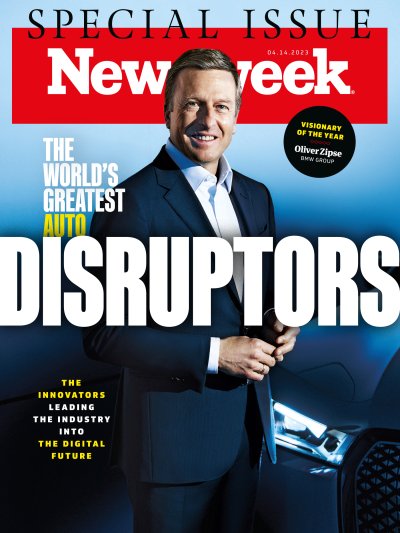 SPECIAL ISSUE
04.14.2023
Newsweek
VISIONARY
OF THE YEAR
Oliver Zipse
BMW GROUP
THE
WORLD'S
GREATEST
AUTO
DISRUPTORS
THE
INNOVATORS
LEADING
THE INDUSTRY
INTO
THE DIGITAL
FUTURE